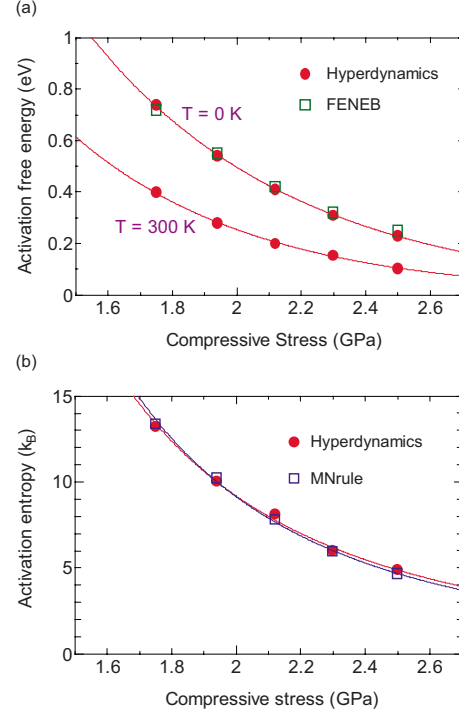 (a)
1
0.8
0.6
0.4
0.2
0
Activation free energy (eV)
Hyperdynamics
FENEB
T = 0 K
T = 300 K
1.6 1.8 2 2.2 2.4 2.6
Compressive Stress (GPa)
(b)
15
10
5
0
Activation entropy (kB)
Hyperdynamics
MNrule
1.6 1.8 2 2.2 2.4 2.6
Compressive stress (GPa)